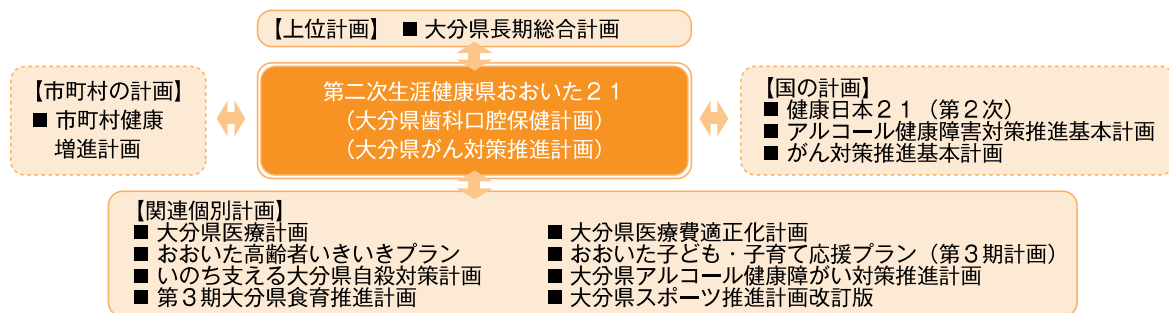 【上位計画】 ■ 大分県長期総合計画
【市町村の計画】
■ 市町村健康
増進計画
第二次生涯健康県おおいた２１
（大分県歯科口腔保健計画）
（大分県がん対策推進計画）
【国の計画】
■ 健康日本２１（第２次）
■ アルコール健康障害対策推進基本計画
■ がん対策推進基本計画
【関連個別計画】
■ 大分県医療計画
■ おおいた高齢者いきいきプラン
■ いのち支える大分県自殺対策計画
■ 第３期大分県食育推進計画
■ 大分県医療費適正化計画
■ おおいた子ども・子育て応援プラン（第３期計画）
■ 大分県アルコール健康障がい対策推進計画
■ 大分県スポーツ推進計画改訂版